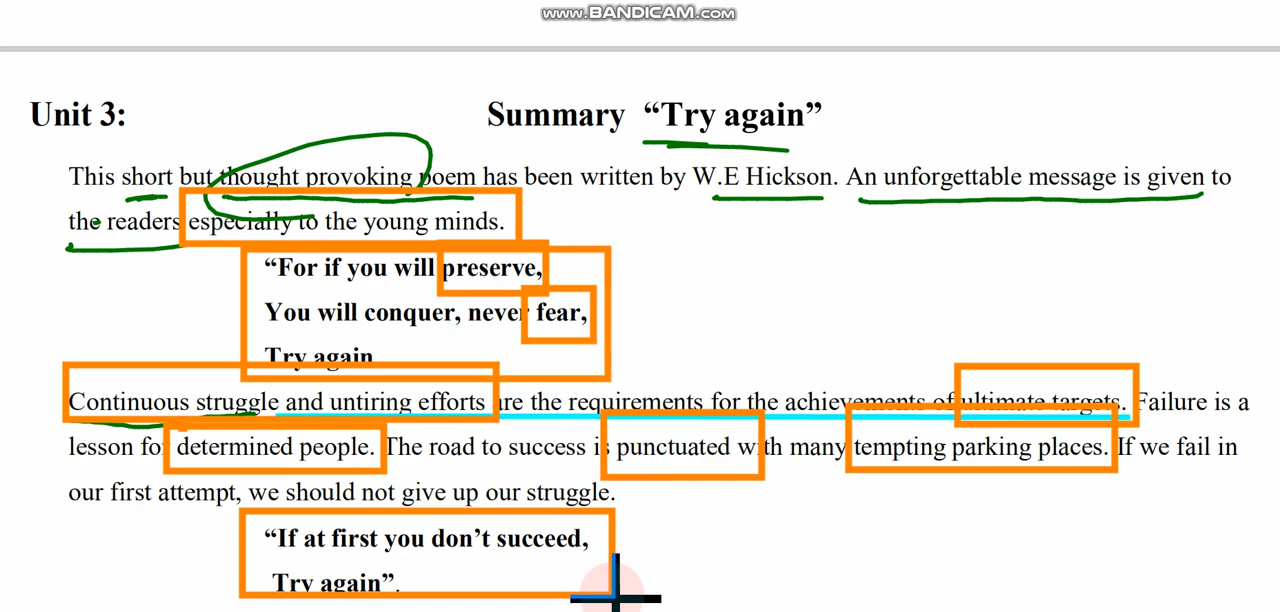 www.BANDICAM.com
Unit 3: Summary “Try again”
This short but thought provoking poem has been written by W.E Hickson. An unforgettable message is given to
the readers especially to the young minds.
“For if you will preserve,
You will conquer, never fear,
Try again
Continuous struggle and untiring efforts are the requirements for the achievements of ultimate targets. Failure is a
lesson for determined people. The road to success is punctuated with many tempting parking places. If we fail in
our first attempt, we should not give up our struggle.
“If at first you don’t succeed,
Try again”.